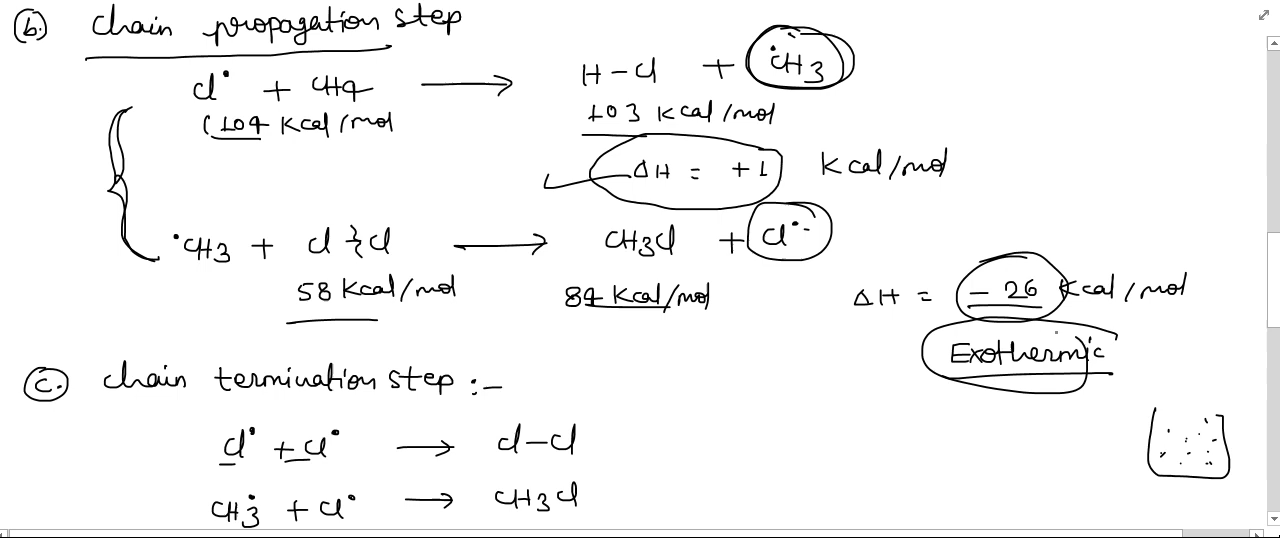 (b.) chain propagation step
Cl• + CH4 ⟶ H-Cl + •CH3
(104 Kcal/mol 103 Kcal/mol
ΔH = +1 Kcal/mol
•CH3 + Cl}Cl ⟶ CH3Cl + Cl•
58 Kcal/mol 84 Kcal/mol ΔH = -26 Kcal/mol
Exothermic
(c.) chain termination step :-
Cl• + Cl• ⟶ Cl-Cl
CH3• + Cl• ⟶ CH3Cl